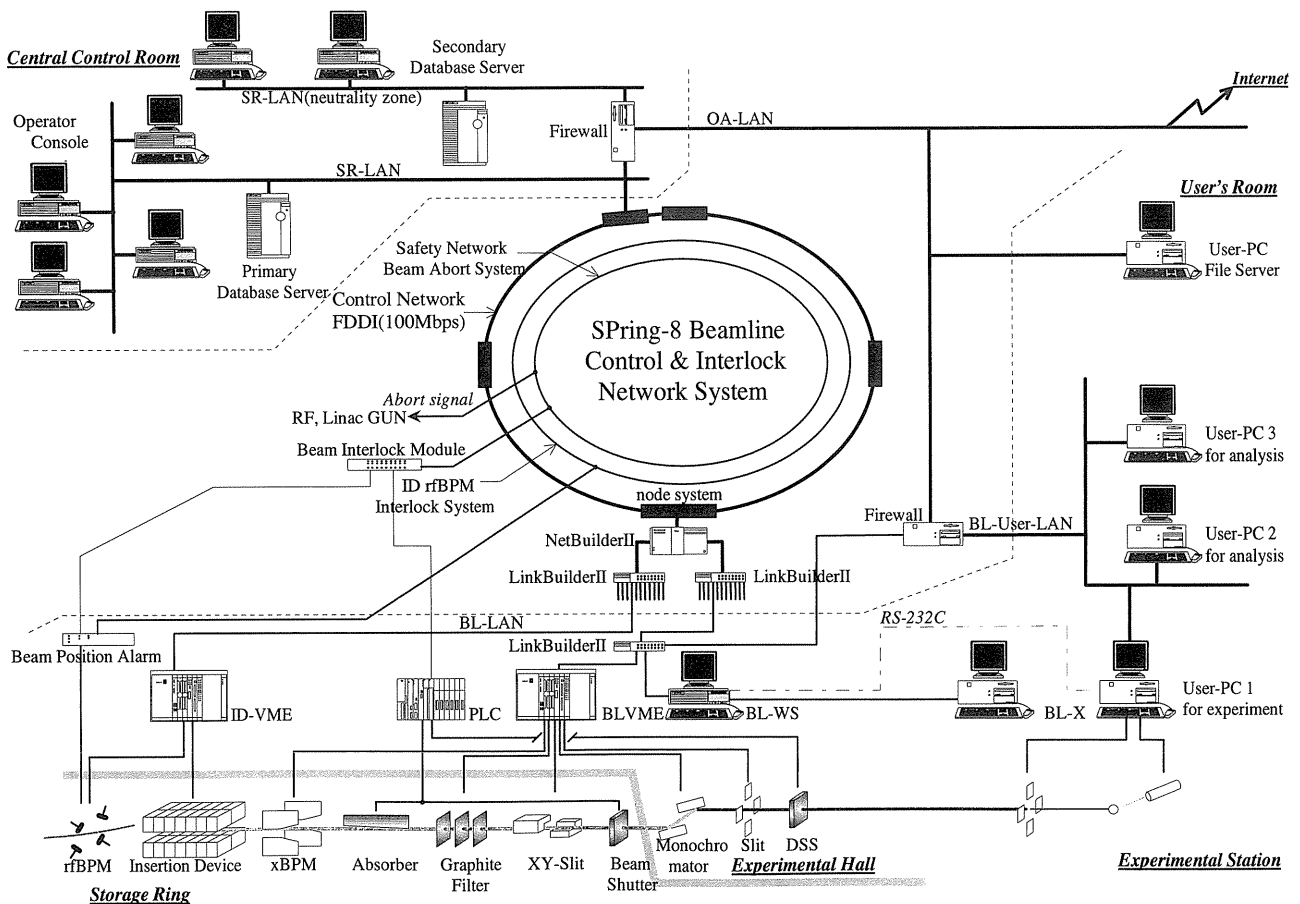 Central Control Room
Secondary
Database Server
SR-LAN(neutrality zone)
Internet
Operator
Console
Firewall
OA-LAN
SR-LAN
User's Room
Primary
Database Server
Safety Network
Beam Abort System
Control Network
FDDI(100Mbps)
User-PC
File Server
SPring-8 Beamline
Control & Interlock
Network System
Abort signal
RF, Linac GUN
Beam Interlock Module
ID rfBPM
Interlock System
User-PC 3
for analysis
node system
Firewall
BL-User-LAN
NetBuilderII
User-PC 2
for analysis
LinkBuilderII
LinkBuilderII
BL-LAN
RS-232C
LinkBuilderII
Beam Position Alarm
ID-VME
PLC
BLVME
BL-WS
BL-X
User-PC 1
for experiment
rfBPM
Insertion Device
xBPM
Absorber
Graphite
Filter
XY-Slit
Beam
Shutter
Monochro
mator
Slit
DSS
Experimental Hall
Experimental Station
Storage Ring